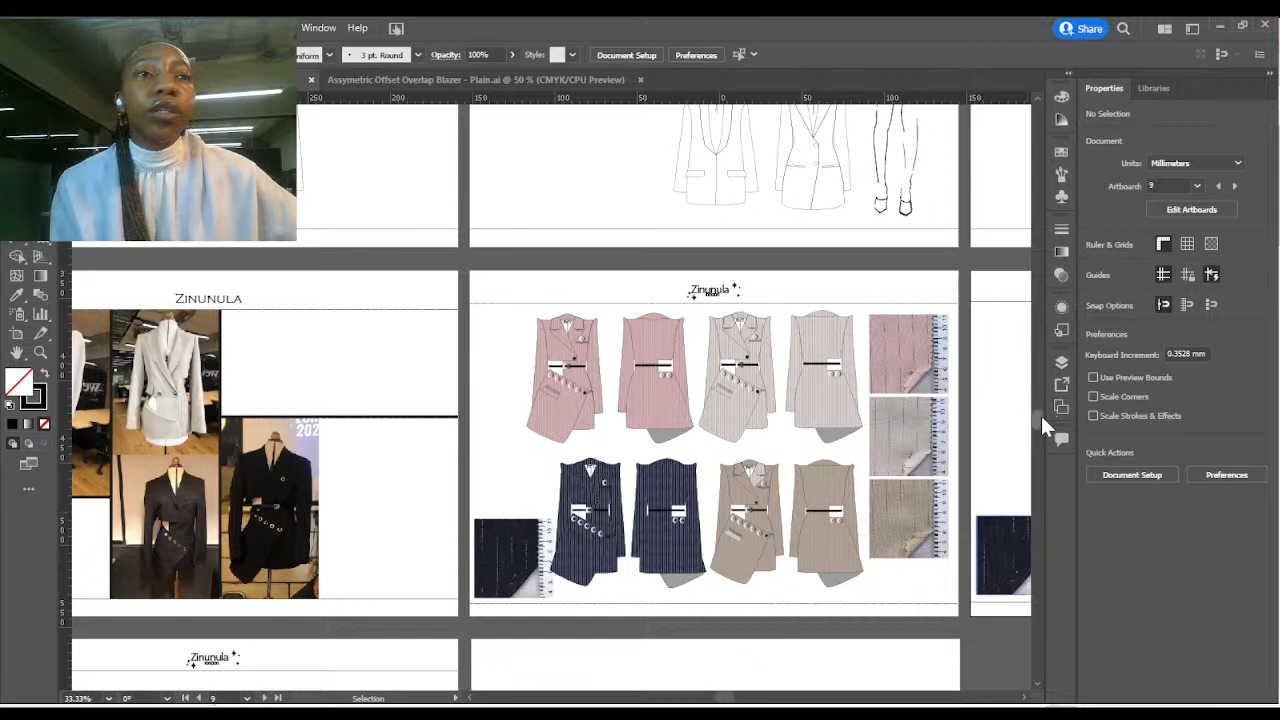 Window Help
Share
niform 3 pt. Round Opacity: 100% Style: Document Setup Preferences
Assymetric Offset Overlap Blazer - Plain.ai @ 50 % (CMYK/CPU Preview)
250 200 150 100 50 0 50 100 150
Properties Libraries
No Selection
Document
Units: Millimeters
Artboard: 9
Edit Artboards
Ruler & Grids
Guides
Snap Options
Preferences
Keyboard Increment: 0.3528 mm
Use Preview Bounds
Scale Corners
Scale Strokes & Effects
Quick Actions
Document Setup Preferences
ZINUNULA
Zinunula
202
Zinunula
london
33.33% 0° 9 Selection